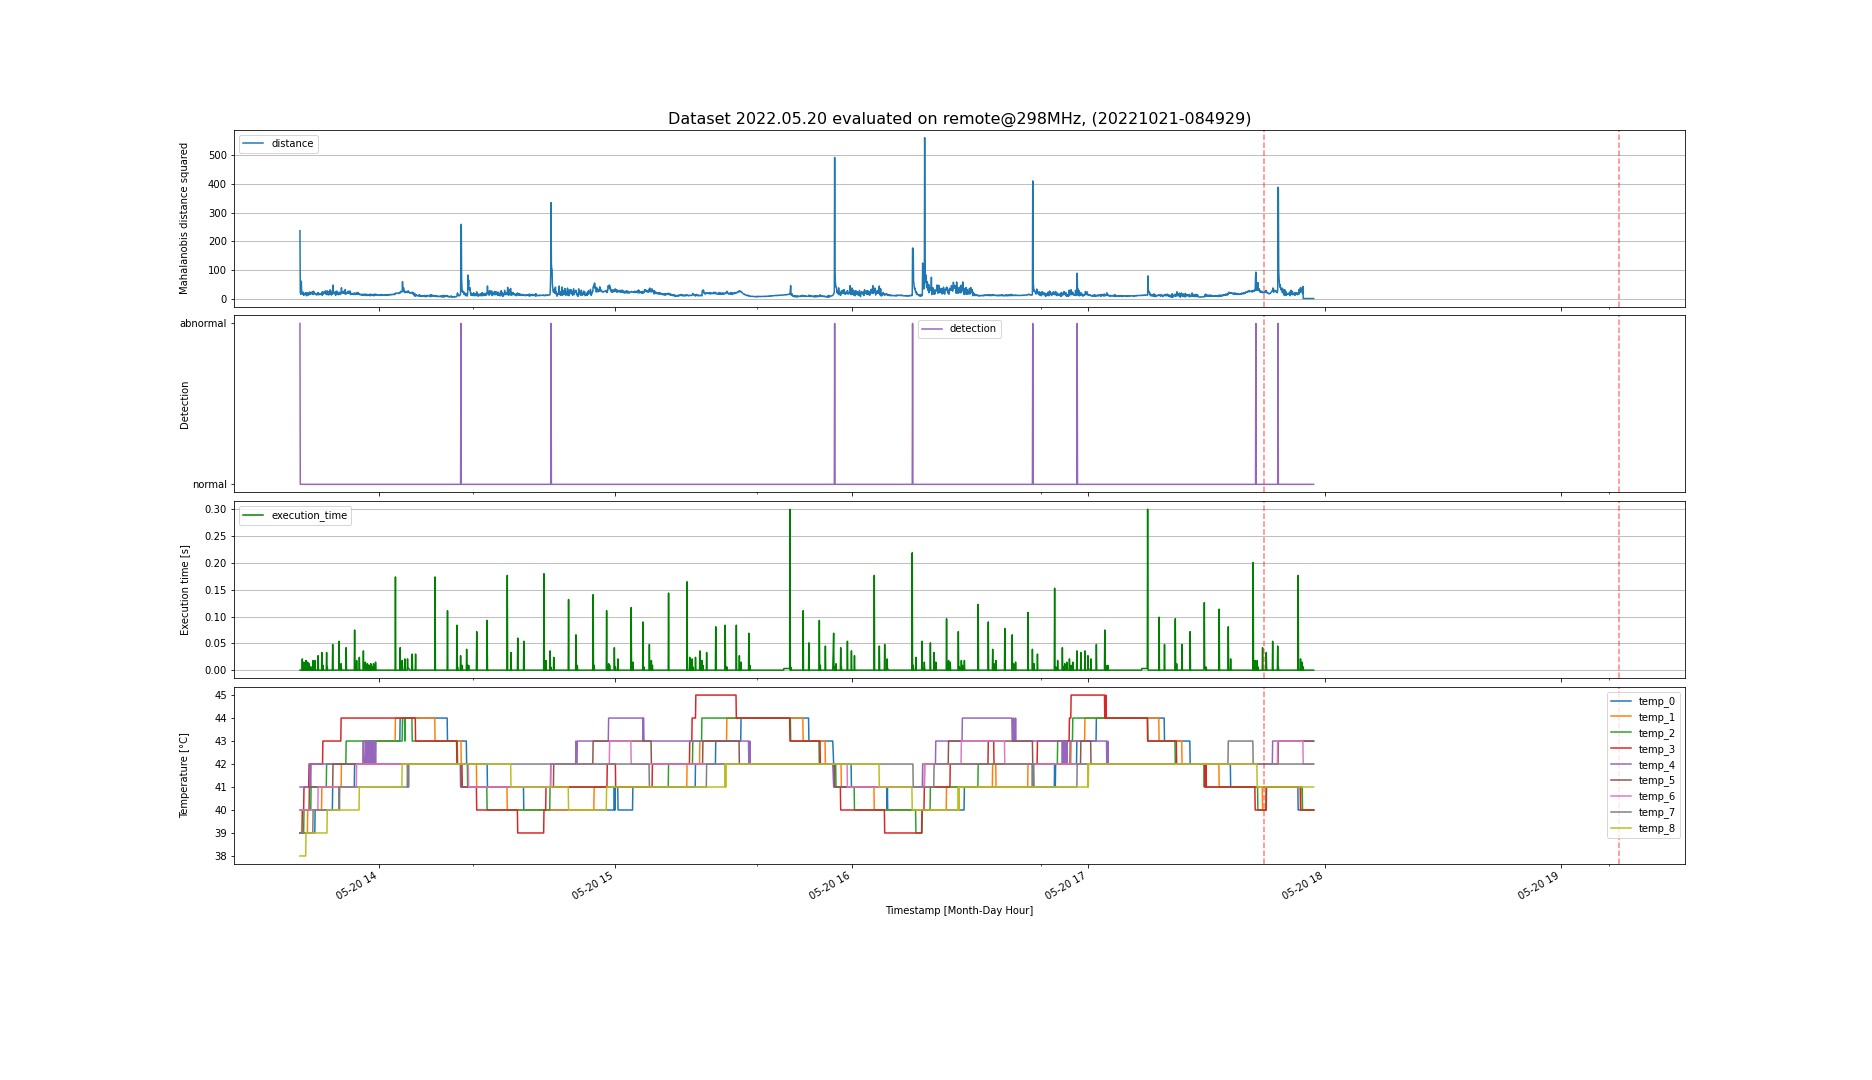 Dataset 2022.05.20 evaluated on remote@298MHz, (20221021-084929)
Mahalanobis distance squared
500
400
300
200
100
0
distance
Detection
abnormal
normal
detection
Execution time [s]
0.30
0.25
0.20
0.15
0.10
0.05
0.00
execution_time
Temperature [°C]
45
44
43
42
41
40
39
38
temp_0
temp_1
temp_2
temp_3
temp_4
temp_5
temp_6
temp_7
temp_8
05-20 14
05-20 15
05-20 16
05-20 17
05-20 18
05-20 19
Timestamp [Month-Day Hour]